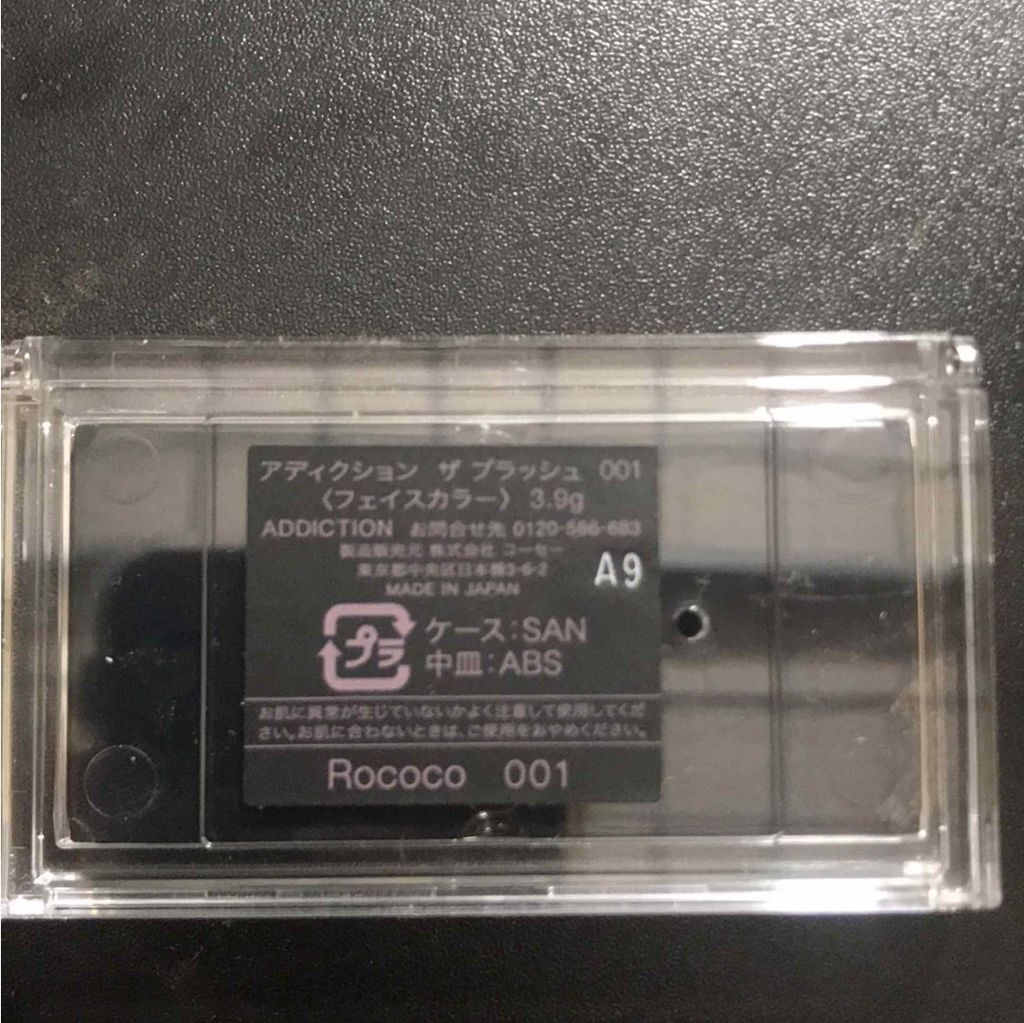 アディクション ザ ブラッシュ 001
〈フェイスカラー〉 3.9g
ADDICTION お問合せ先 0120-586-683
製造販売元 株式会社 コーセー
東京都中央区日本橋3-6-2
MADE IN JAPAN
A9
プラ
ケース:SAN
中皿:ABS
お肌に異常が生じていないかよく注意して使用してくだ
さい。お肌に合わないときは、ご使用をおやめください。
Rococo 001